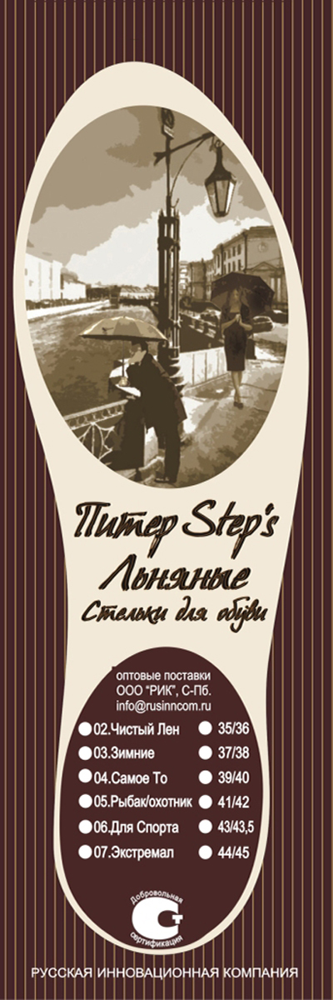 Питер Step's
Льняные
Стельки для обуви
оптовые поставки
ООО "РИК", С-Пб.
info@rusinncom.ru
02.Чистый Лен 35/36
03.Зимние 37/38
04.Самое То 39/40
05.Рыбак/охотник 41/42
06.Для Спорта 43/43,5
07.Экстремал 44/45
Добровольная
СТ
сертификация
РУССКАЯ ИННОВАЦИОННАЯ КОМПАНИЯ